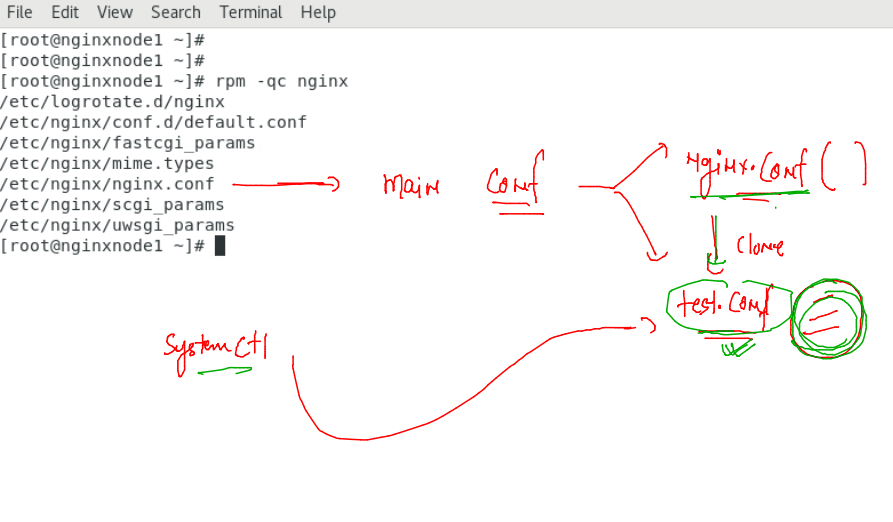 File Edit View Search Terminal Help
[root@nginxnode1 ~]#
[root@nginxnode1 ~]#
[root@nginxnode1 ~]# rpm -qc nginx
/etc/logrotate.d/nginx
/etc/nginx/conf.d/default.conf
/etc/nginx/fastcgi_params
/etc/nginx/mime.types
/etc/nginx/nginx.conf
/etc/nginx/scgi_params
/etc/nginx/uwsgi_params
[root@nginxnode1 ~]#
Main Conf
Nginx.Conf ( )
Clone
test.Conf
System Ctl